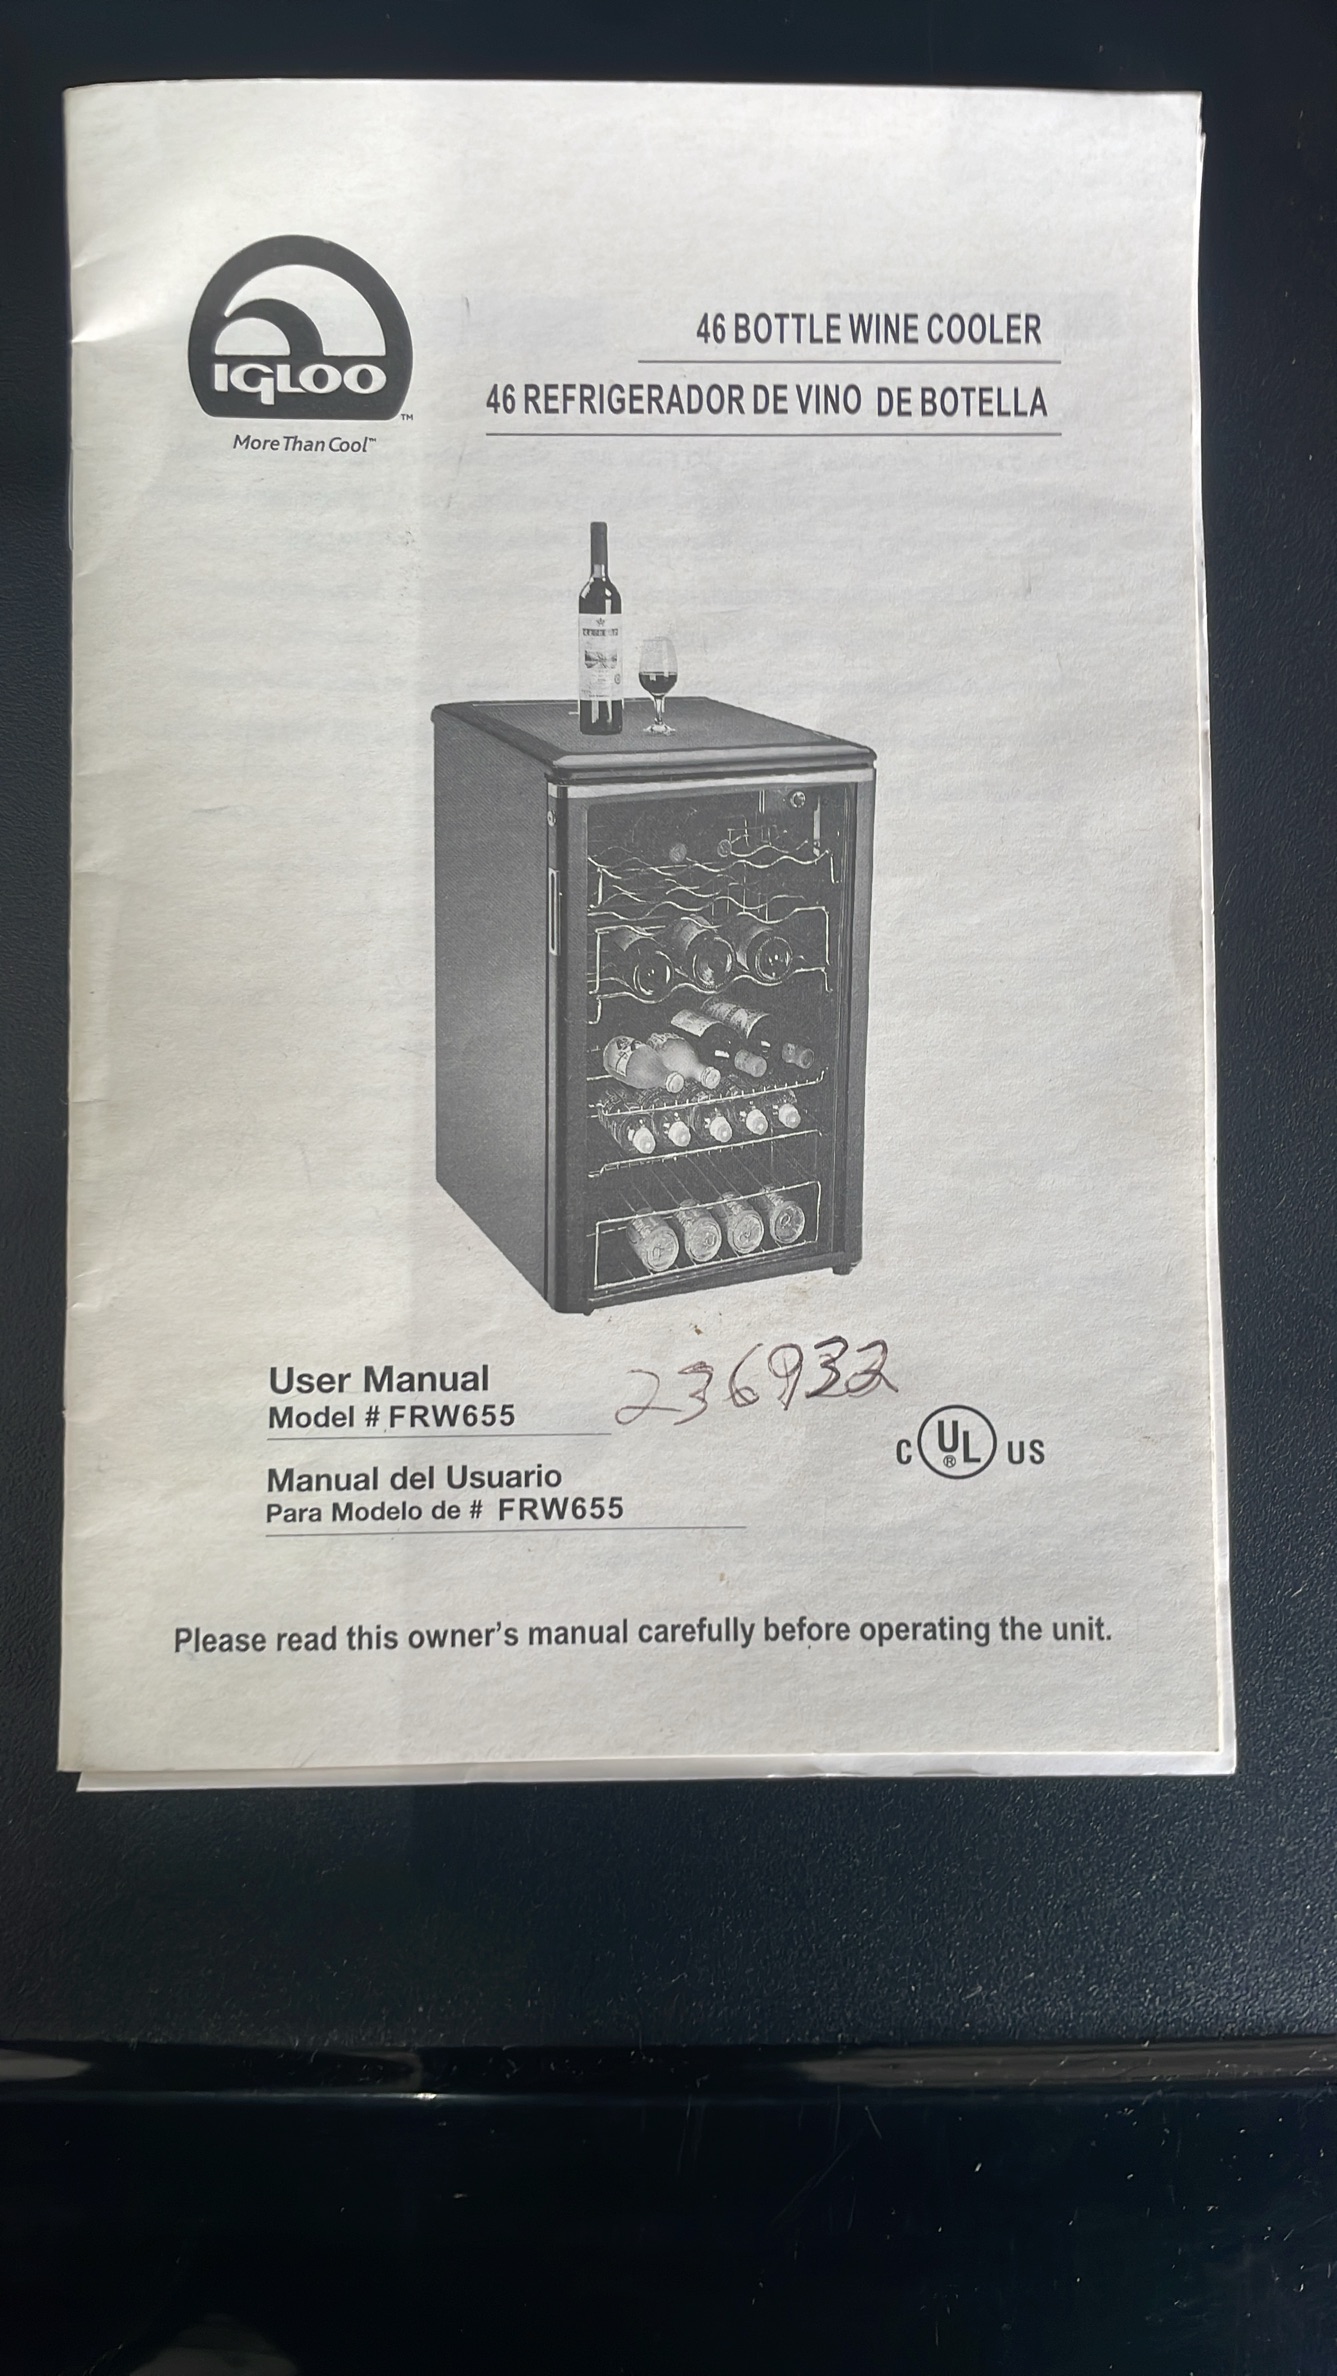 IGLOO
™
More Than Cool™
46 BOTTLE WINE COOLER
46 REFRIGERADOR DE VINO DE BOTELLA
User Manual
Model # FRW655
236932
Manual del Usuario
Para Modelo de # FRW655
C UL® US
Please read this owner's manual carefully before operating the unit.